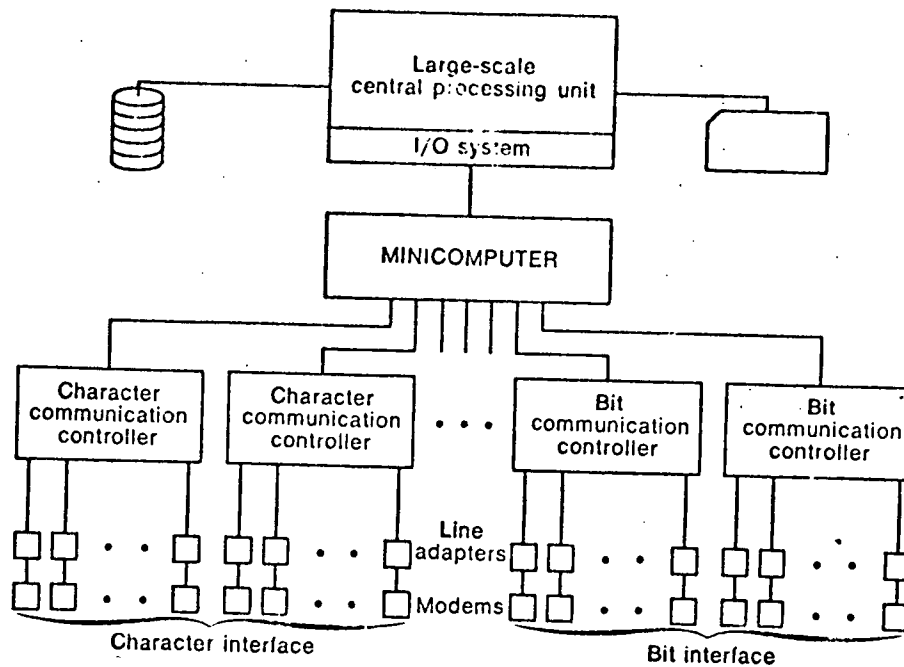 Large-scale
central processing unit
I/O system
MINICOMPUTER
Character
communication
controller
Character
communication
controller
Bit
communication
controller
Bit
communication
controller
Line
adapters
Modems
Character interface
Bit interface